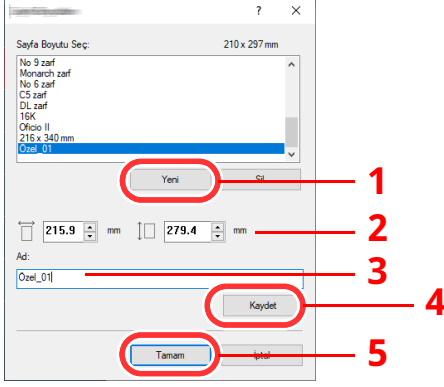 ?
Sayfa Boyutu Seç: 210 x 297 mm
No 9 zarf
Monarch zarf
No 6 zarf
C5 zarf
DL zarf
16K
Oficio II
216 x 340 mm
Özel_01
Yeni Sil 1
215.9 mm 279.4 mm 2
Ad:
Özel_01 3
Kaydet 4
Tamam İptal 5